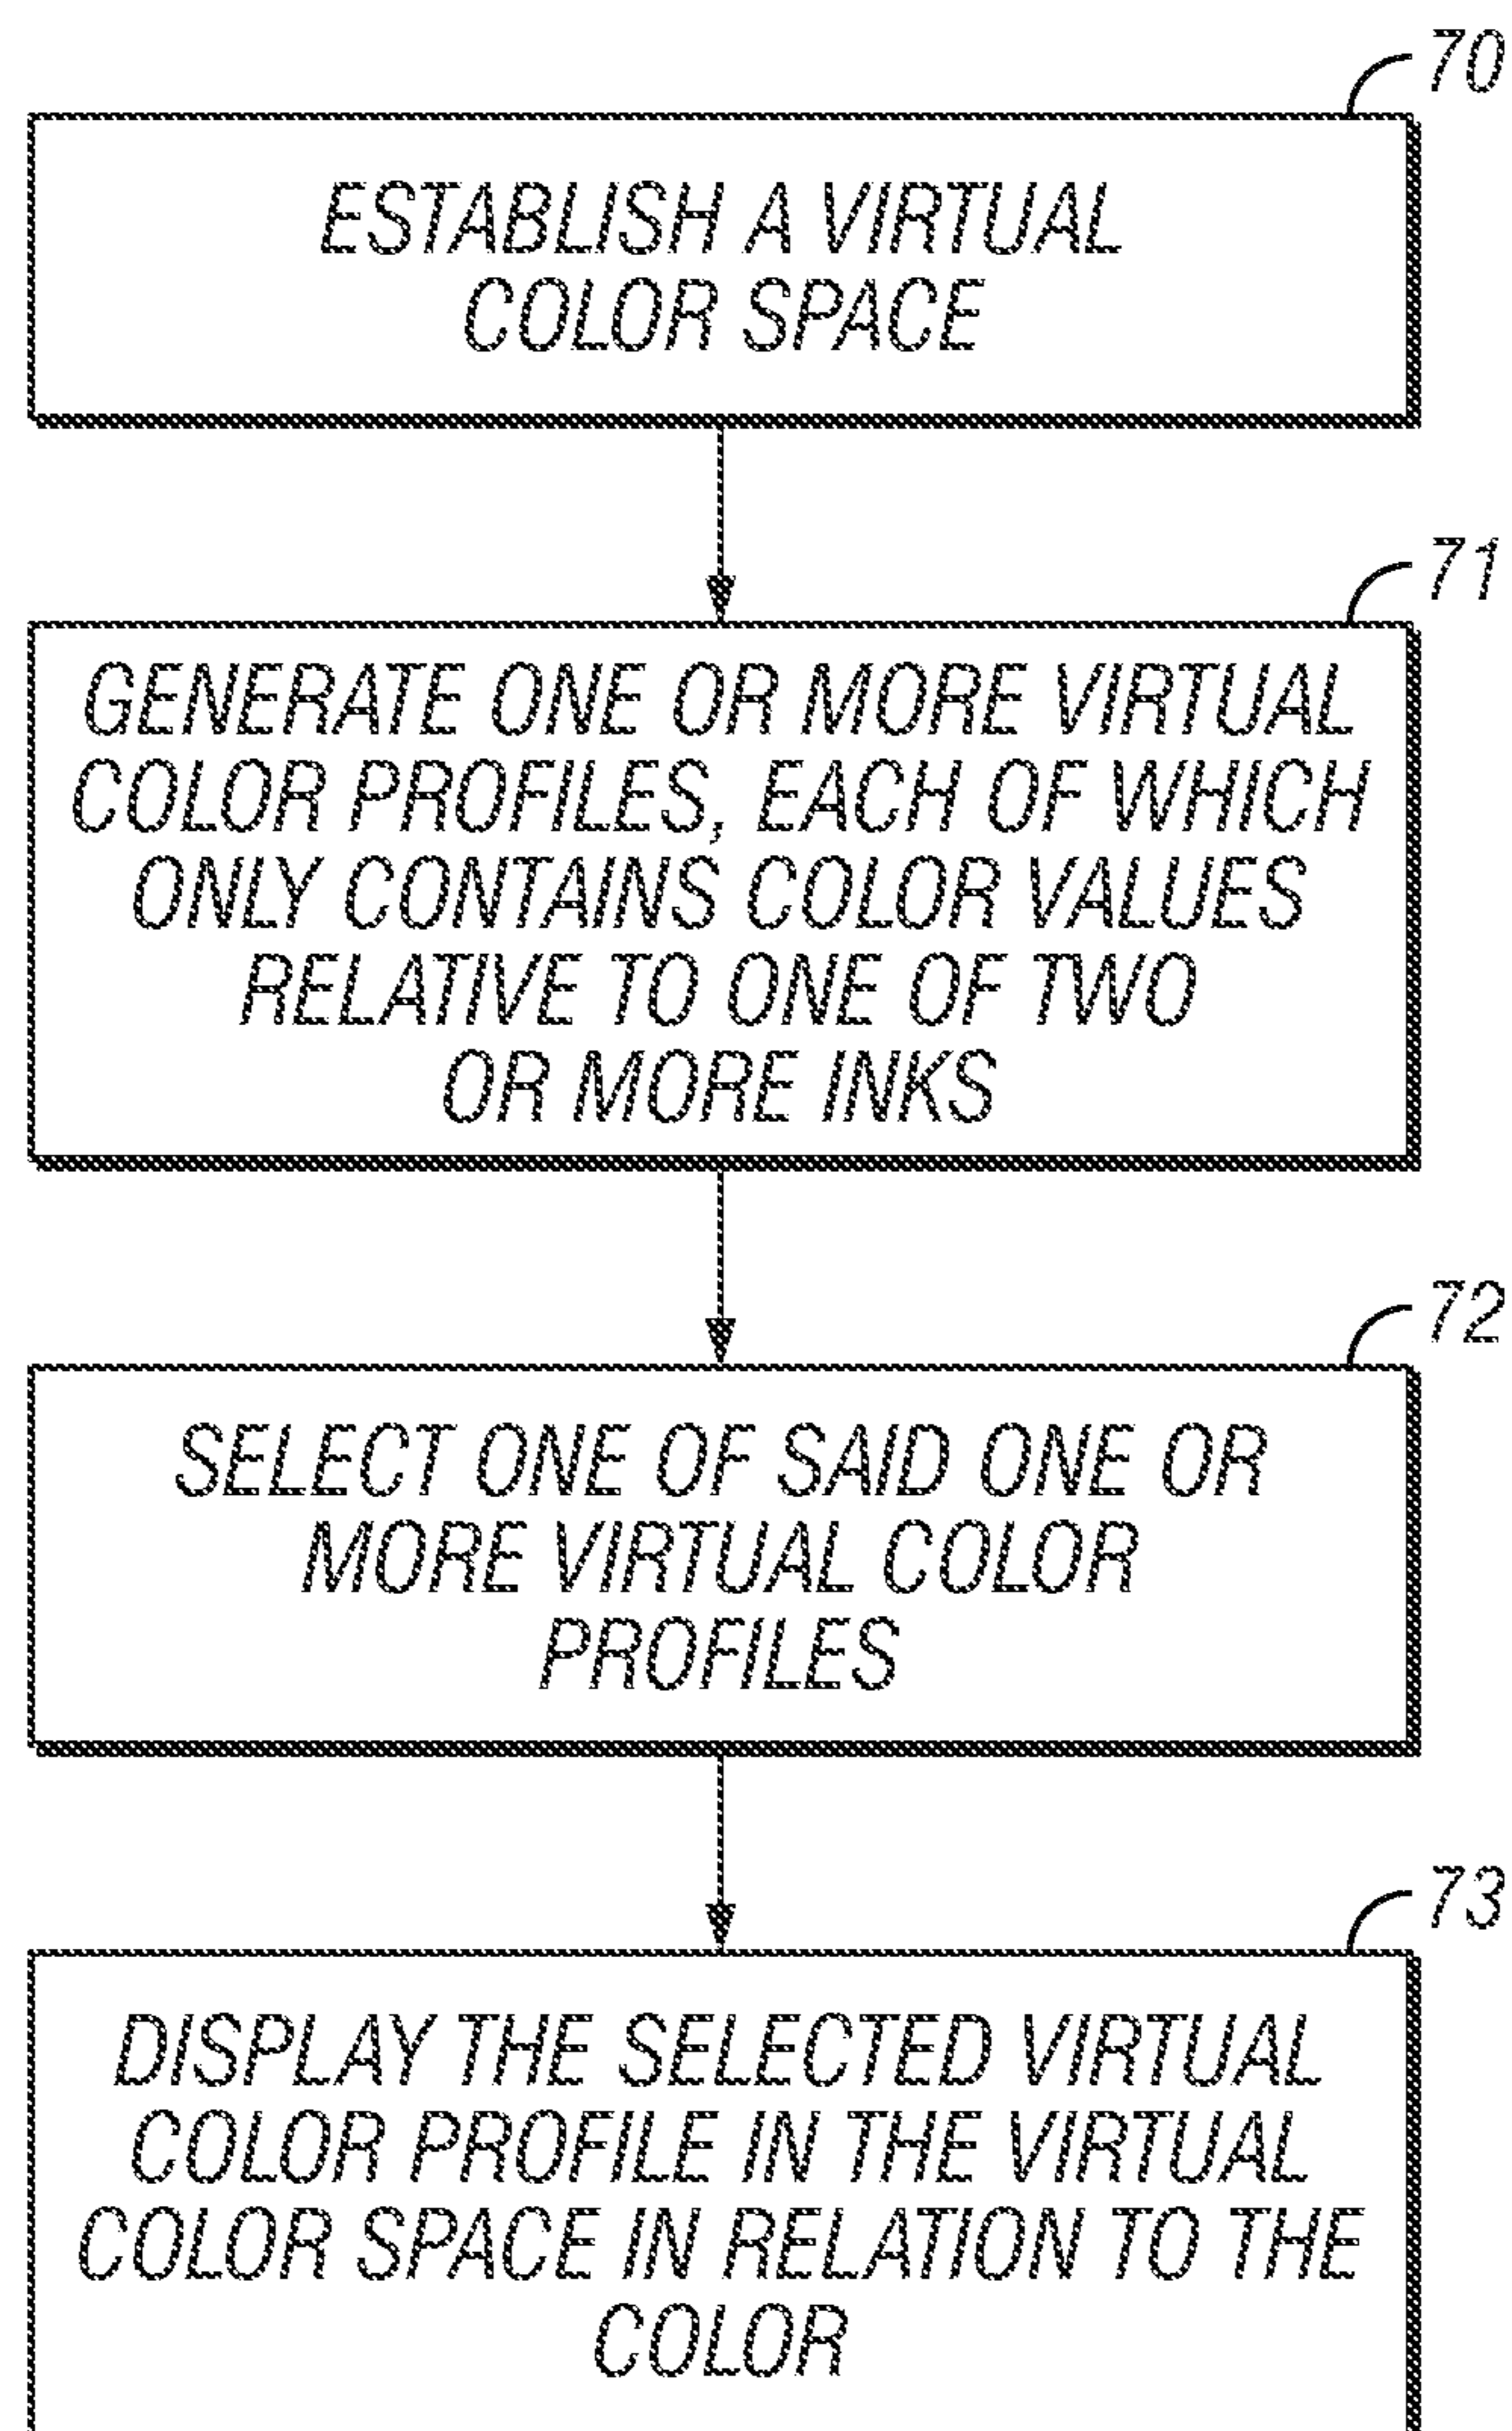 70
ESTABLISH A VIRTUAL
COLOR SPACE
71
GENERATE ONE OR MORE VIRTUAL
COLOR PROFILES, EACH OF WHICH
ONLY CONTAINS COLOR VALUES
RELATIVE TO ONE OF TWO
OR MORE INKS
72
SELECT ONE OF SAID ONE OR
MORE VIRTUAL COLOR
PROFILES
73
DISPLAY THE SELECTED VIRTUAL
COLOR PROFILE IN THE VIRTUAL
COLOR SPACE IN RELATION TO THE
COLOR